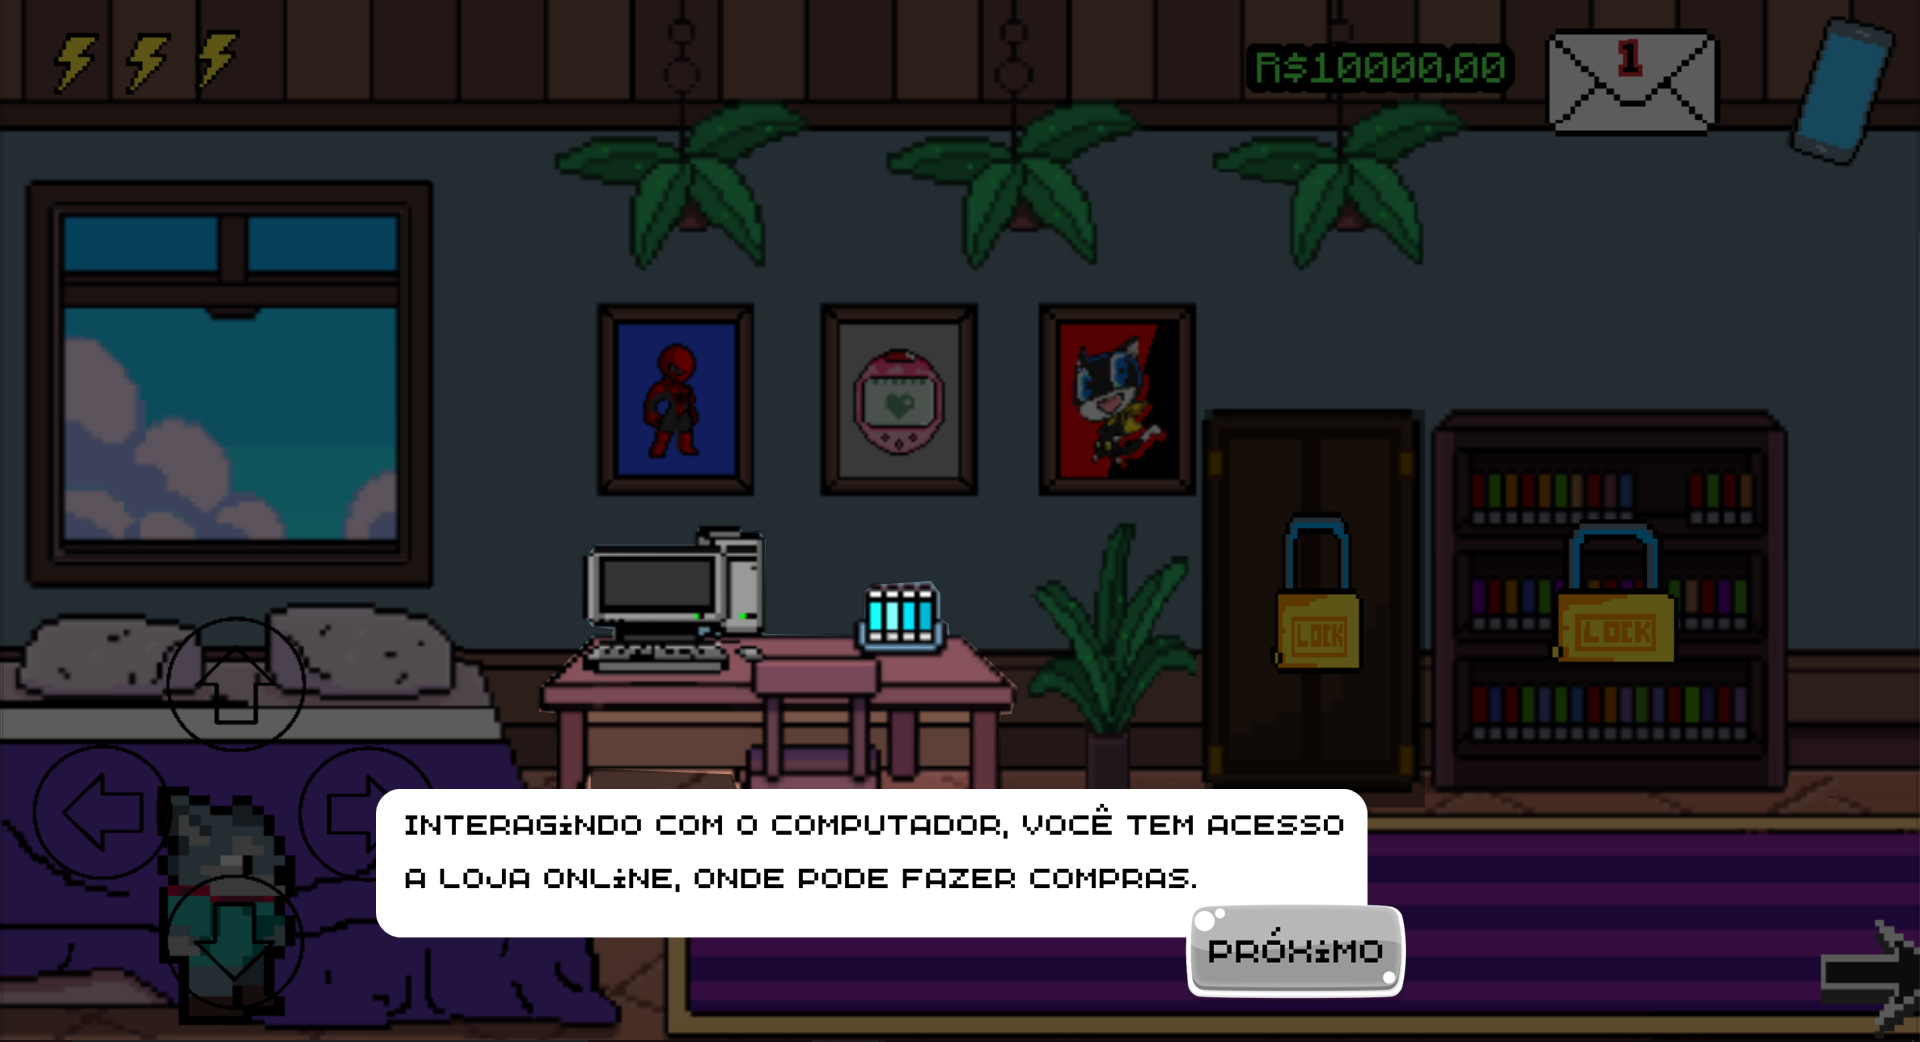 R$10000.00
1
LOCK
LOCK
INTERAGINDO COM O COMPUTADOR, VOCÊ TEM ACESSO
A LOJA ONLINE, ONDE PODE FAZER COMPRAS.
PRÓXIMO